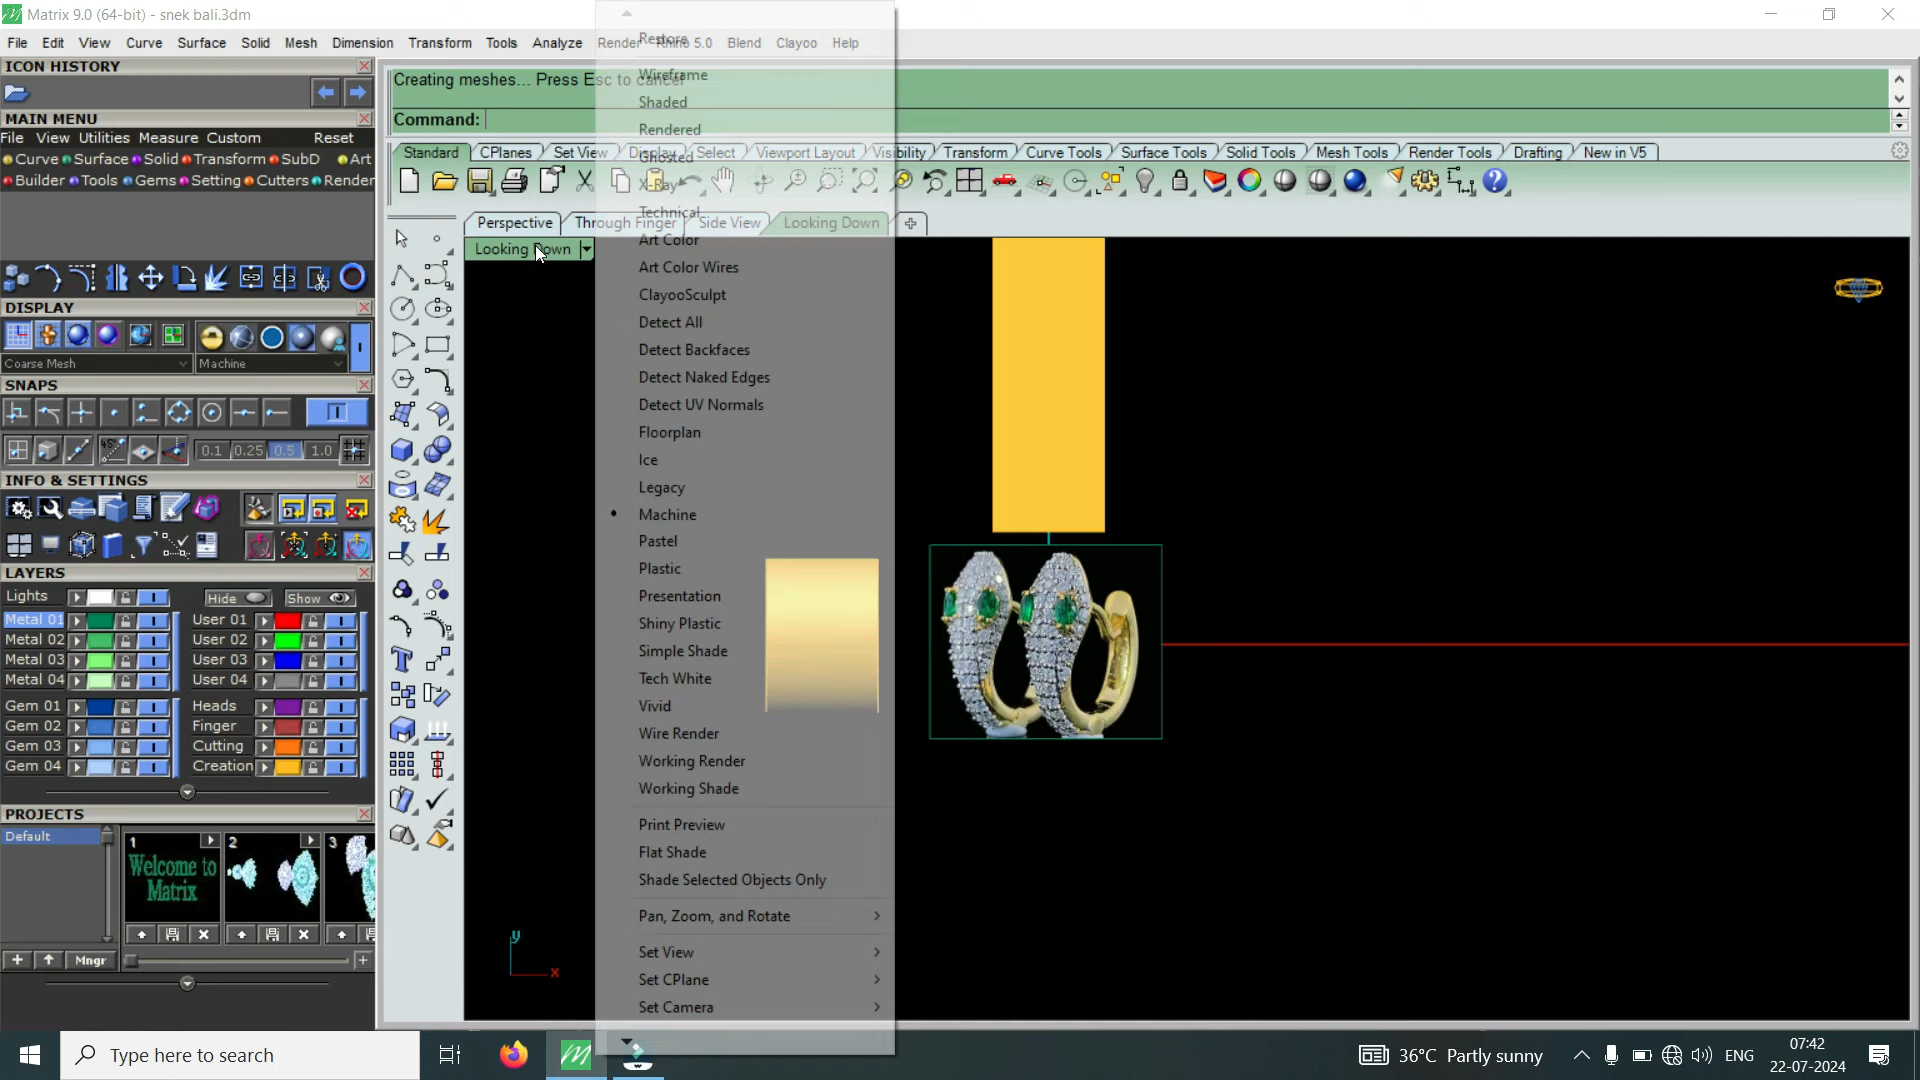 Matrix 9.0 (64-bit) - snek bali.3dm
File Edit View Curve Surface Solid Mesh Dimension Transform Tools Analyze Render Rhino 5.0 Blend Clayoo Help
ICON HISTORY
MAIN MENU
File View Utilities Measure Custom Reset
Curve Surface Solid Transform SubD Art
Builder Tools Gems Setting Cutters Render
DISPLAY
Coarse Mesh Machine
SNAPS
0.1 0.25 0.5 1.0
INFO & SETTINGS
LAYERS
Lights Hide Show
Metal 01 User 01
Metal 02 User 02
Metal 03 User 03
Metal 04 User 04
Gem 01 Heads
Gem 02 Finger
Gem 03 Cutting
Gem 04 Creation
PROJECTS
Default
1 2 3
Welcome to
Matrix
Mngr
Creating meshes... Press Esc to cancel
Command:
Standard CPlanes Set View Display Select Viewport Layout Visibility Transform Curve Tools Surface Tools Solid Tools Mesh Tools Render Tools Drafting New in V5
Perspective Through Finger Side View Looking Down
Looking Down
Restore
Wireframe
Shaded
Rendered
Ghosted
X-Ray
Technical
Art Color
Art Color Wires
ClayooSculpt
Detect All
Detect Backfaces
Detect Naked Edges
Detect UV Normals
Floorplan
Ice
Legacy
Machine
Pastel
Plastic
Presentation
Shiny Plastic
Simple Shade
Tech White
Vivid
Wire Render
Working Render
Working Shade
Print Preview
Flat Shade
Shade Selected Objects Only
Pan, Zoom, and Rotate
Set View
Set CPlane
Set Camera
y
x
Type here to search
36°C Partly sunny
ENG
07:42
22-07-2024